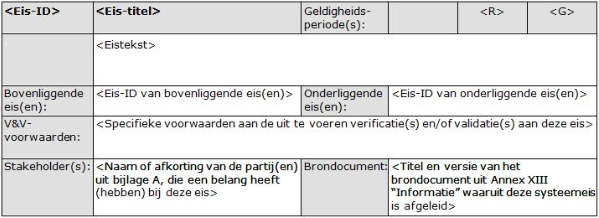 <Eis-ID> <Eis-titel> Geldigheids-
periode(s): <R> <G>
<Eistekst>
Bovenliggende
eis(en): <Eis-ID van bovenliggende eis(en)> Onderliggende
eis(en): <Eis-ID van onderliggende eis(en)>
V&V-
voorwaarden: <Specifieke voorwaarden aan de uit te voeren verificatie(s) en/of validatie(s) aan deze eis>
Stakeholder(s): <Naam of afkorting van de partij(en)
uit bijlage A, die een belang heeft
(hebben) bij deze eis> Brondocument: <Titel en versie van het
brondocument uit Annex XIII
“Informatie” waaruit deze systeemeis
is afgeleid>